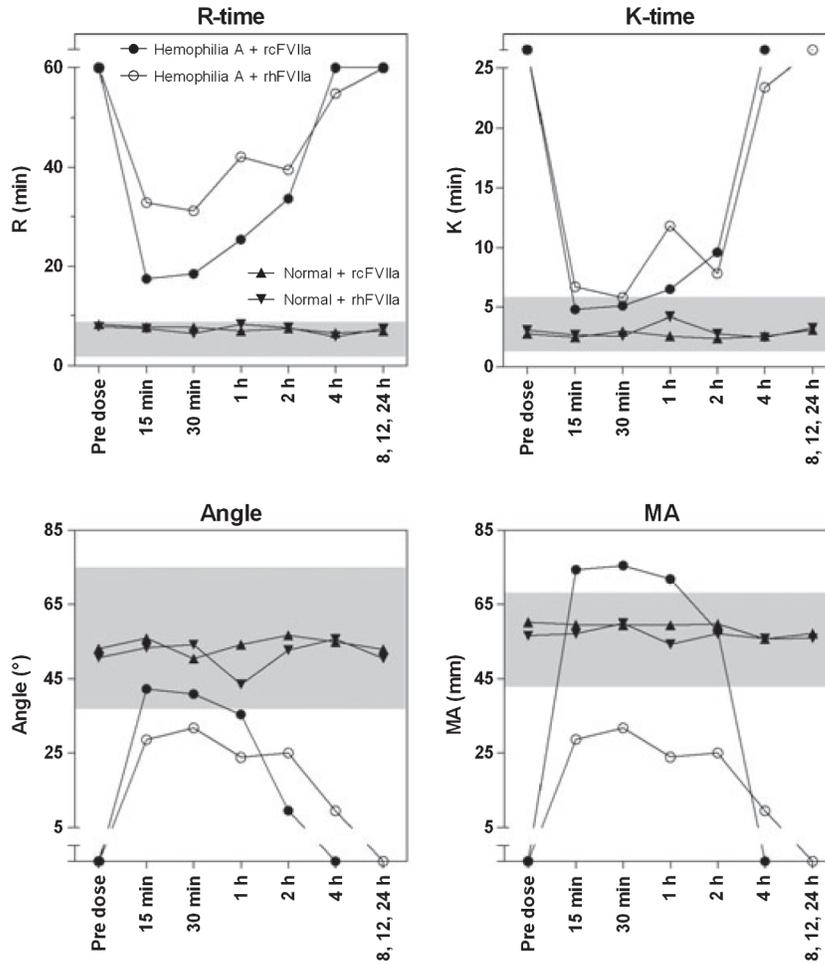 R-time
Hemophilia A + rcFVIIa
Hemophilia A + rhFVIIa
Normal + rcFVIIa
Normal + rhFVIIa
R (min)
60
40
20
0
Pre dose
15 min
30 min
1 h
2 h
4 h
8, 12, 24 h
K-time
K (min)
25
20
15
10
5
0
Pre dose
15 min
30 min
1 h
2 h
4 h
8, 12, 24 h
Angle
Angle (°)
85
65
45
25
5
Pre dose
15 min
30 min
1 h
2 h
4 h
8, 12, 24 h
MA
MA (mm)
85
65
45
25
5
Pre dose
15 min
30 min
1 h
2 h
4 h
8, 12, 24 h